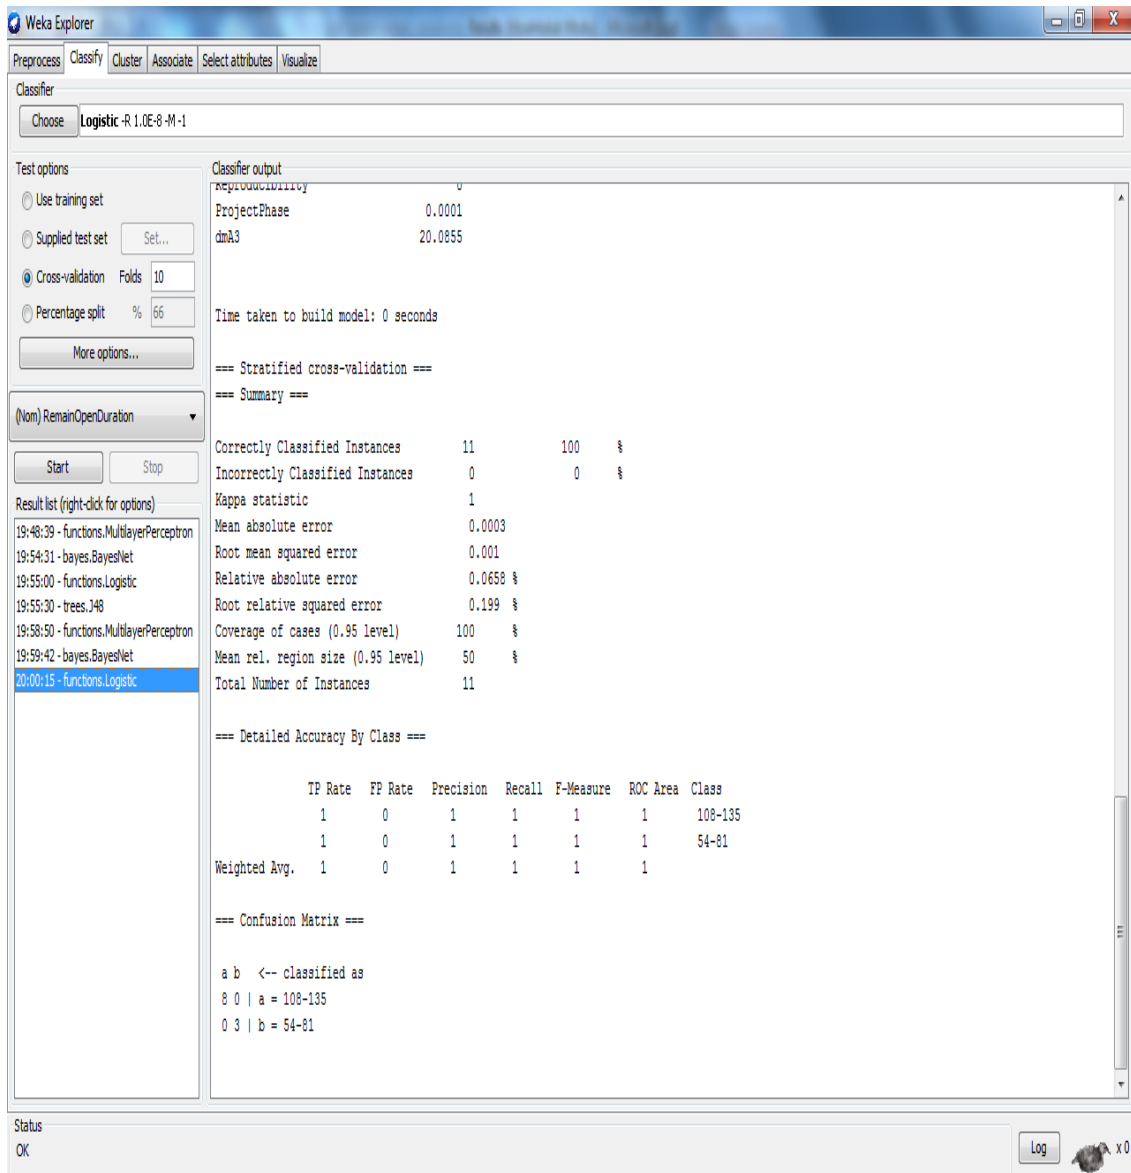 Weka Explorer
Preprocess Classify Cluster Associate Select attributes Visualize
Classifier
Choose Logistic -R 1.0E-8 -M -1
Test options
Use training set
Supplied test set Set...
Cross-validation Folds 10
Percentage split % 66
More options...
(Nom) RemainOpenDuration
Start Stop
Result list (right-click for options)
19:48:39 - functions.MultilayerPerceptron
19:54:31 - bayes.BayesNet
19:55:00 - functions.Logistic
19:55:30 - trees.J48
19:58:50 - functions.MultilayerPerceptron
19:59:42 - bayes.BayesNet
20:00:15 - functions.Logistic
Classifier output
Reproducibility 0
ProjectPhase 0.0001
dmA3 20.0855
Time taken to build model: 0 seconds
=== Stratified cross-validation ===
=== Summary ===
Correctly Classified Instances 11 100 %
Incorrectly Classified Instances 0 0 %
Kappa statistic 1
Mean absolute error 0.0003
Root mean squared error 0.001
Relative absolute error 0.0658 %
Root relative squared error 0.199 %
Coverage of cases (0.95 level) 100 %
Mean rel. region size (0.95 level) 50 %
Total Number of Instances 11
=== Detailed Accuracy By Class ===
TP Rate FP Rate Precision Recall F-Measure ROC Area Class
1 0 1 1 1 1 108-135
1 0 1 1 1 1 54-81
Weighted Avg. 1 0 1 1 1 1
=== Confusion Matrix ===
a b <-- classified as
8 0 | a = 108-135
0 3 | b = 54-81
Status
OK
Log x 0